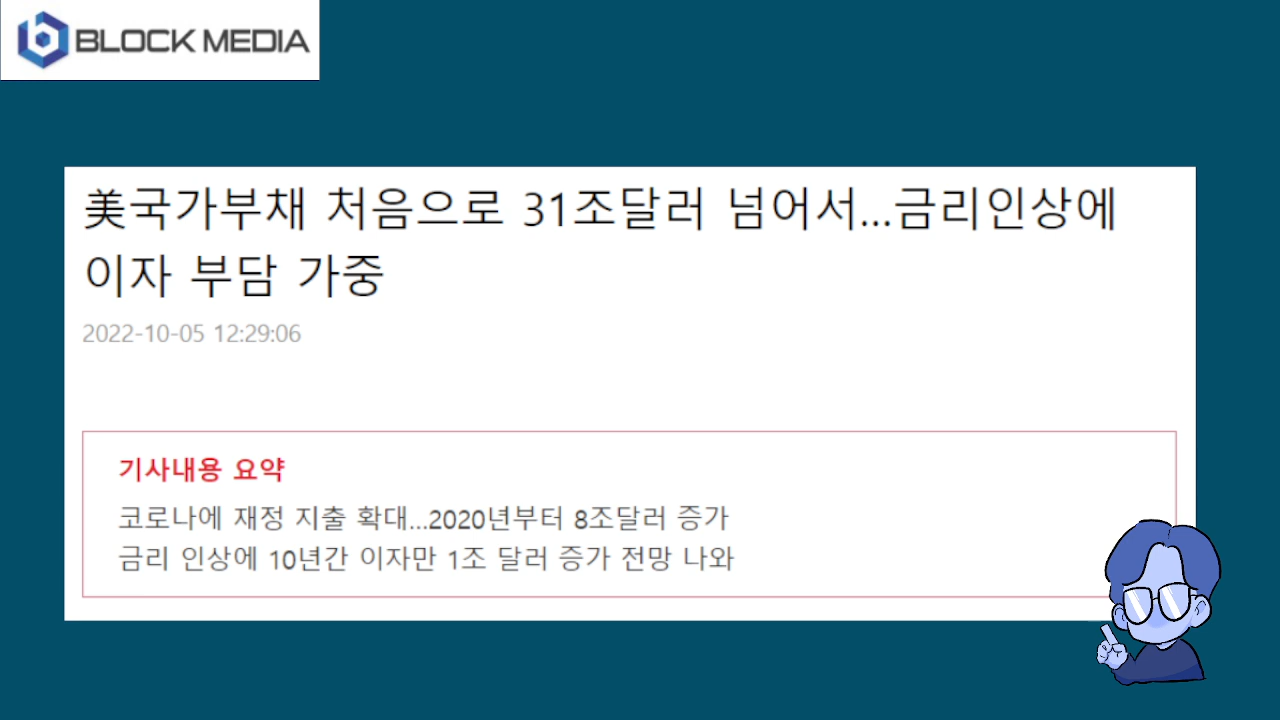 BLOCK MEDIA
美국가부채 처음으로 31조달러 넘어서...금리인상에
이자 부담 가중
2022-10-05 12:29:06
기사내용 요약
코로나에 재정 지출 확대...2020년부터 8조달러 증가
금리 인상에 10년간 이자만 1조 달러 증가 전망 나와